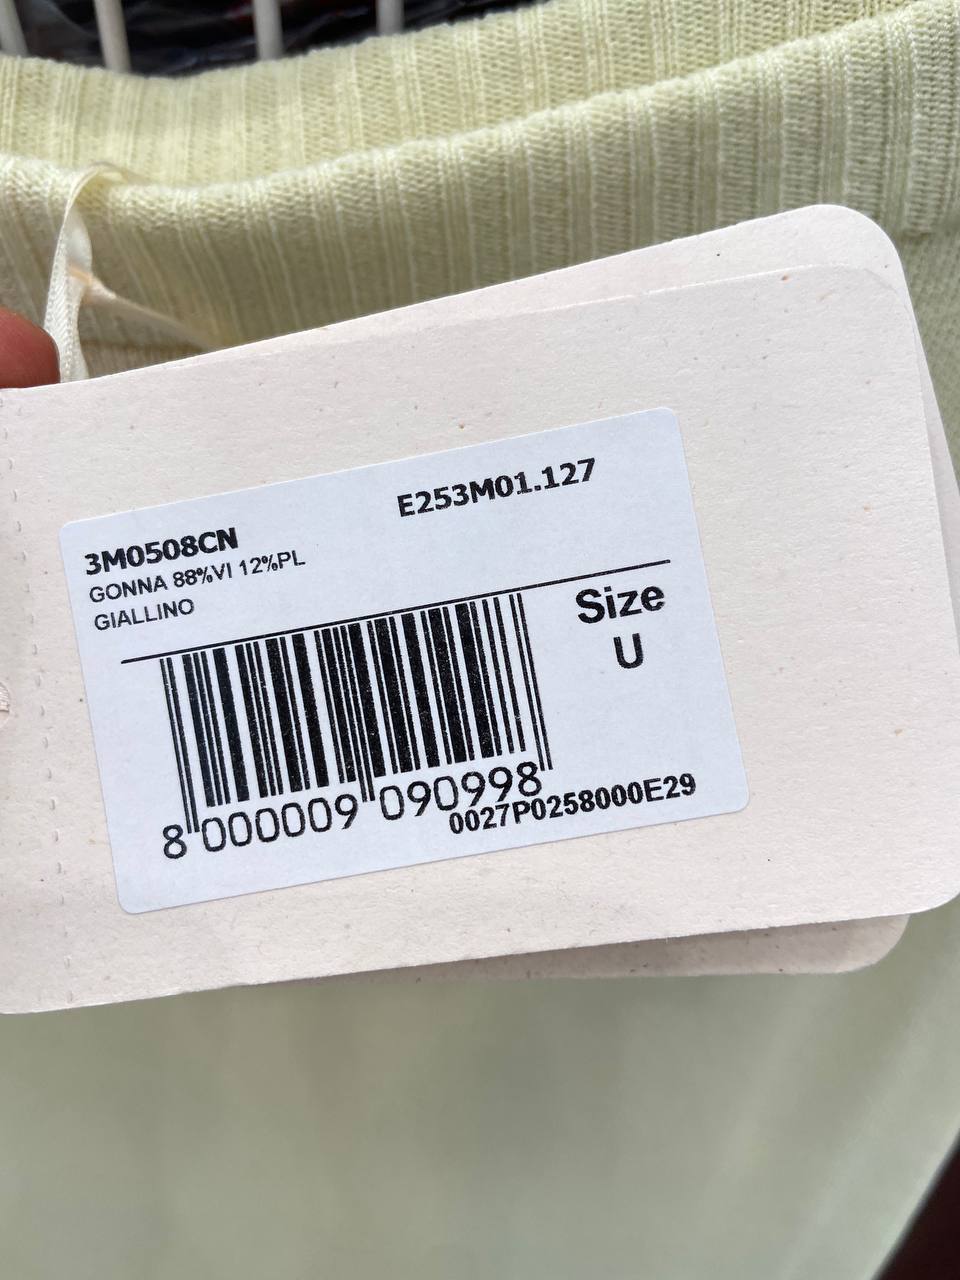 E253M01.127
3M0508CN
GONNA 88%VI 12%PL
GIALLINO
Size
U
8 000009 090998
0027P0258000E29